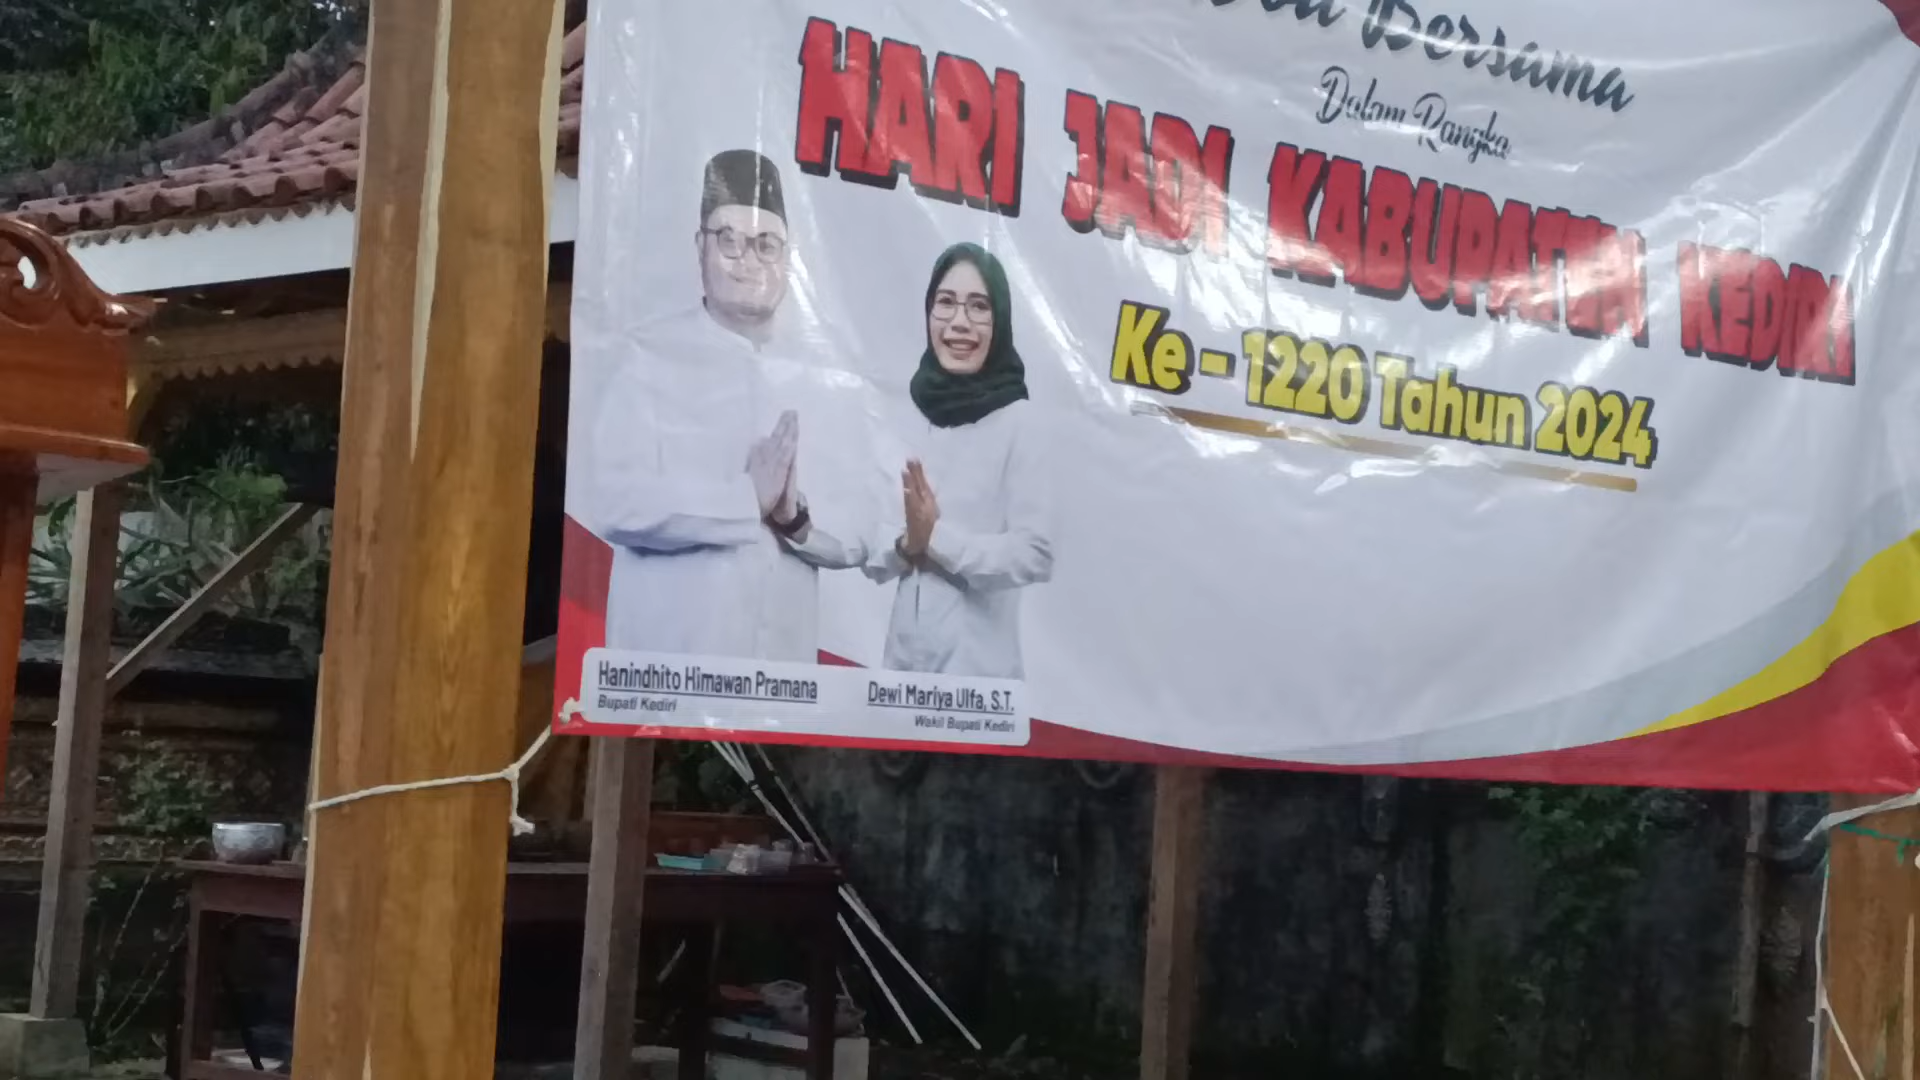 Bersama
Dalam Rangka
HARI JADI KABUPATEN KEDIRI
Ke - 1220 Tahun 2024
Hanindhito Himawan Pramana
Bupati Kediri
Dewi Mariya Ulfa, S.T.
Wakil Bupati Kediri